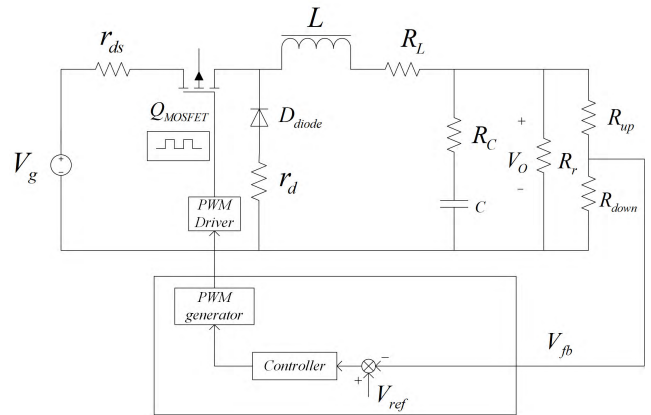 L
r_ds
R_L
Q_MOSFET
D_diode
R_up
V_g
r_d
R_C
+
V_O
−
R_r
R_down
C
+
−
PWM
Driver
PWM
generator
Controller
−
+
V_fb
V_ref